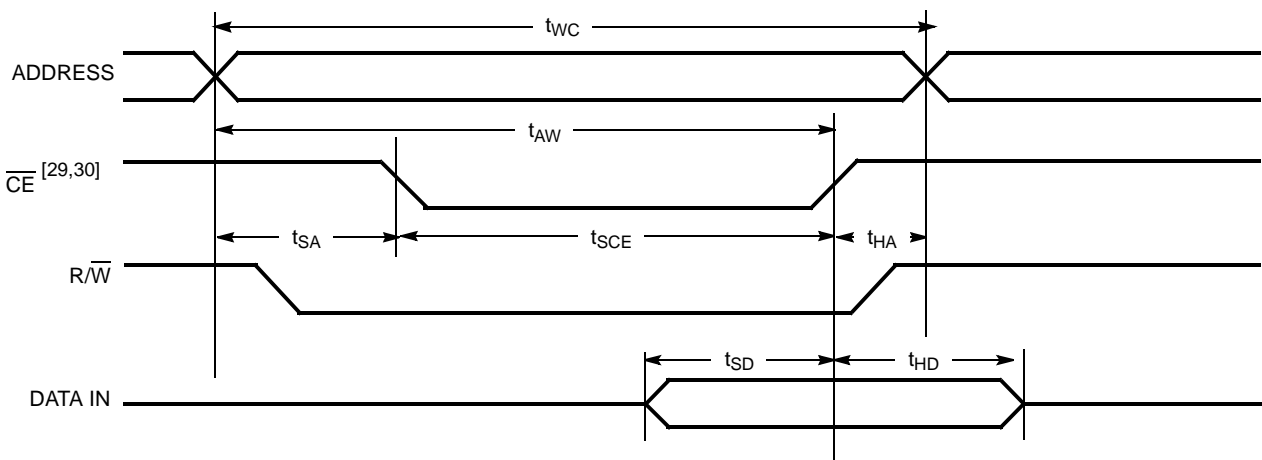 tWC
ADDRESS
tAW
CE [29,30]
tSA
tSCE
tHA
R/W
tSD
tHD
DATA IN